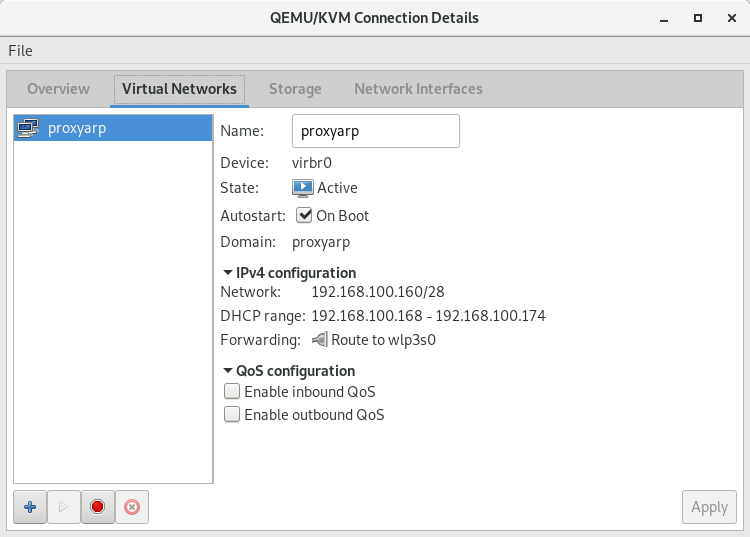 QEMU/KVM Connection Details
File
Overview Virtual Networks Storage Network Interfaces
proxyarp
Name: proxyarp
Device: virbr0
State: Active
Autostart: On Boot
Domain: proxyarp
IPv4 configuration
Network: 192.168.100.160/28
DHCP range: 192.168.100.168 - 192.168.100.174
Forwarding: Route to wlp3s0
QoS configuration
Enable inbound QoS
Enable outbound QoS
Apply